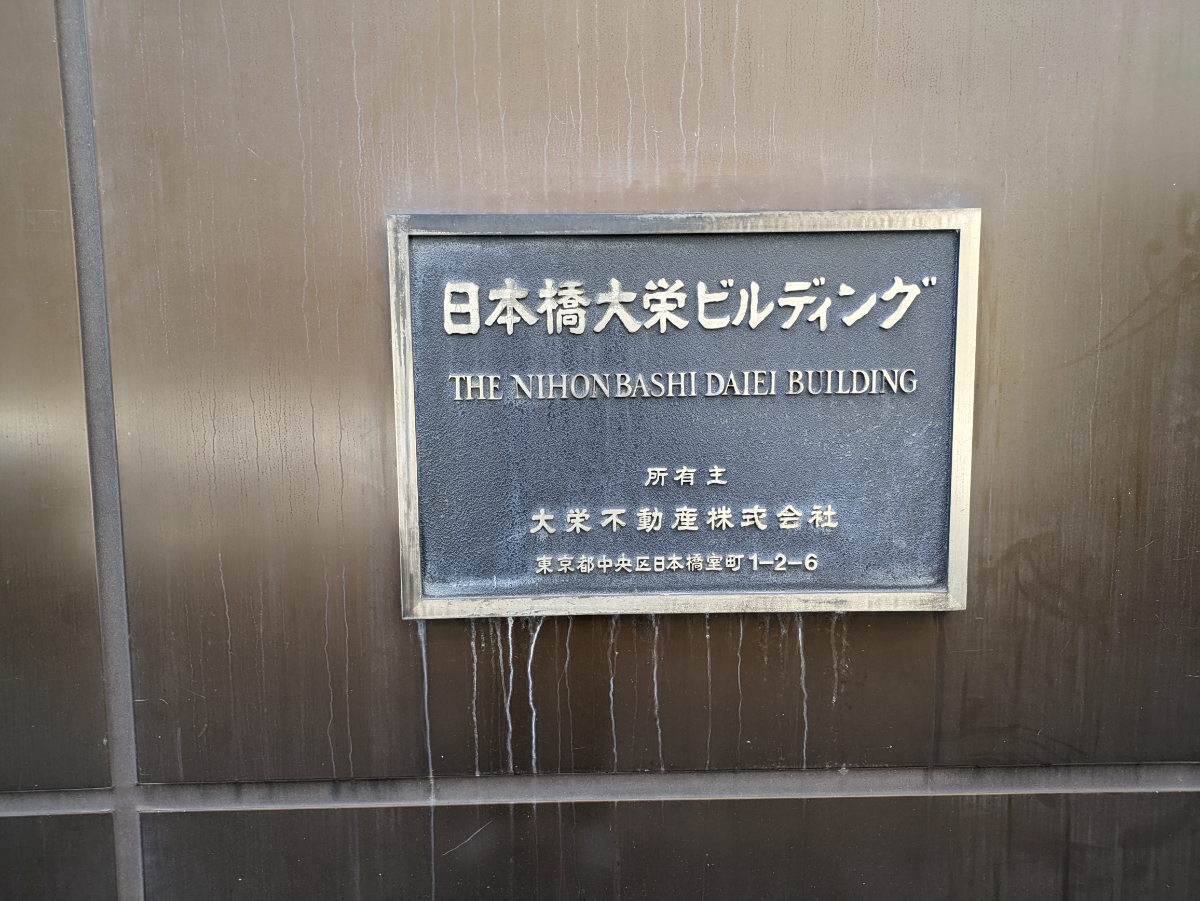 日本橋大栄ビルディング
THE NIHONBASHI DAIEI BUILDING
所有主
大栄不動産株式会社
東京都中央区日本橋室町1-2-6